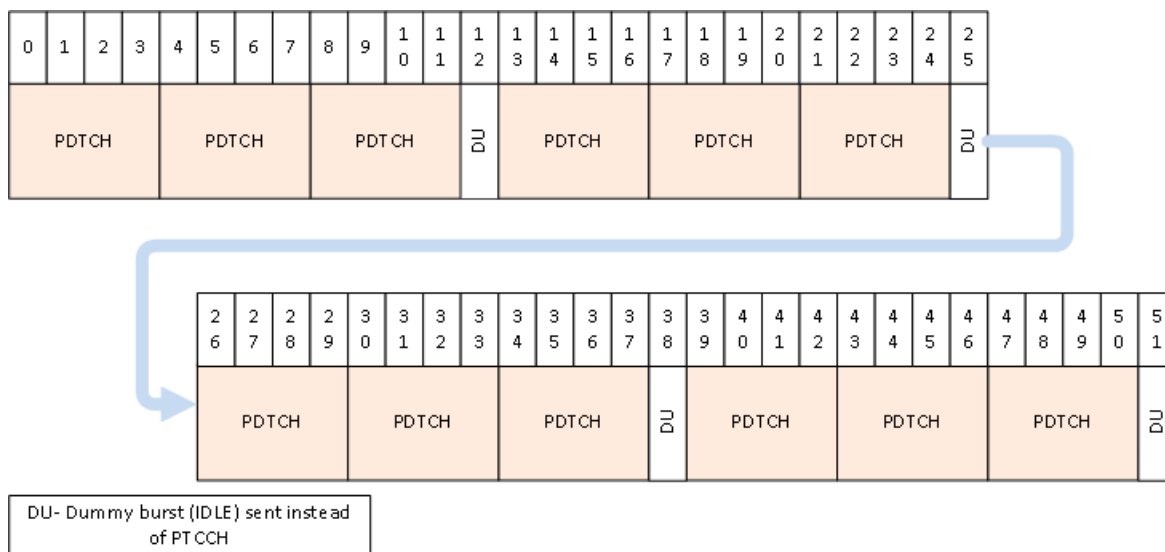 0 1 2 3 4 5 6 7 8 9 10 11 12 13 14 15 16 17 18 19 20 21 22 23 24 25
PDTCH PDTCH PDTCH DU PDTCH PDTCH PDTCH DU
26 27 28 29 30 31 32 33 34 35 36 37 38 39 40 41 42 43 44 45 46 47 48 49 50 51
PDTCH PDTCH PDTCH DU PDTCH PDTCH PDTCH DU
DU- Dummy burst (IDLE) sent instead
of PTCCH